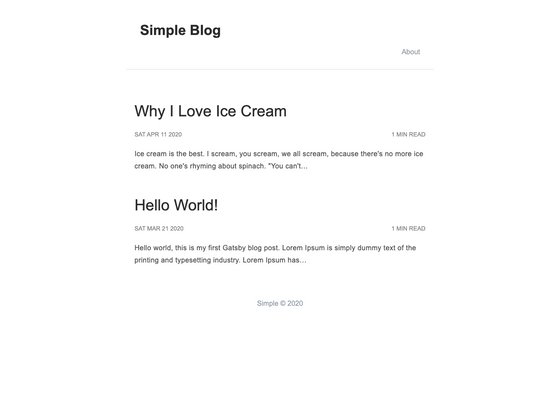 Simple Blog
About
Why I Love Ice Cream
SAT APR 11 2020
1 MIN READ
Ice cream is the best. I scream, you scream, we all scream, because there's no more ice
cream. No one's rhyming about spinach. "You can't…
Hello World!
SAT MAR 21 2020
1 MIN READ
Hello world, this is my first Gatsby blog post. Lorem Ipsum is simply dummy text of the
printing and typesetting industry. Lorem Ipsum has…
Simple © 2020